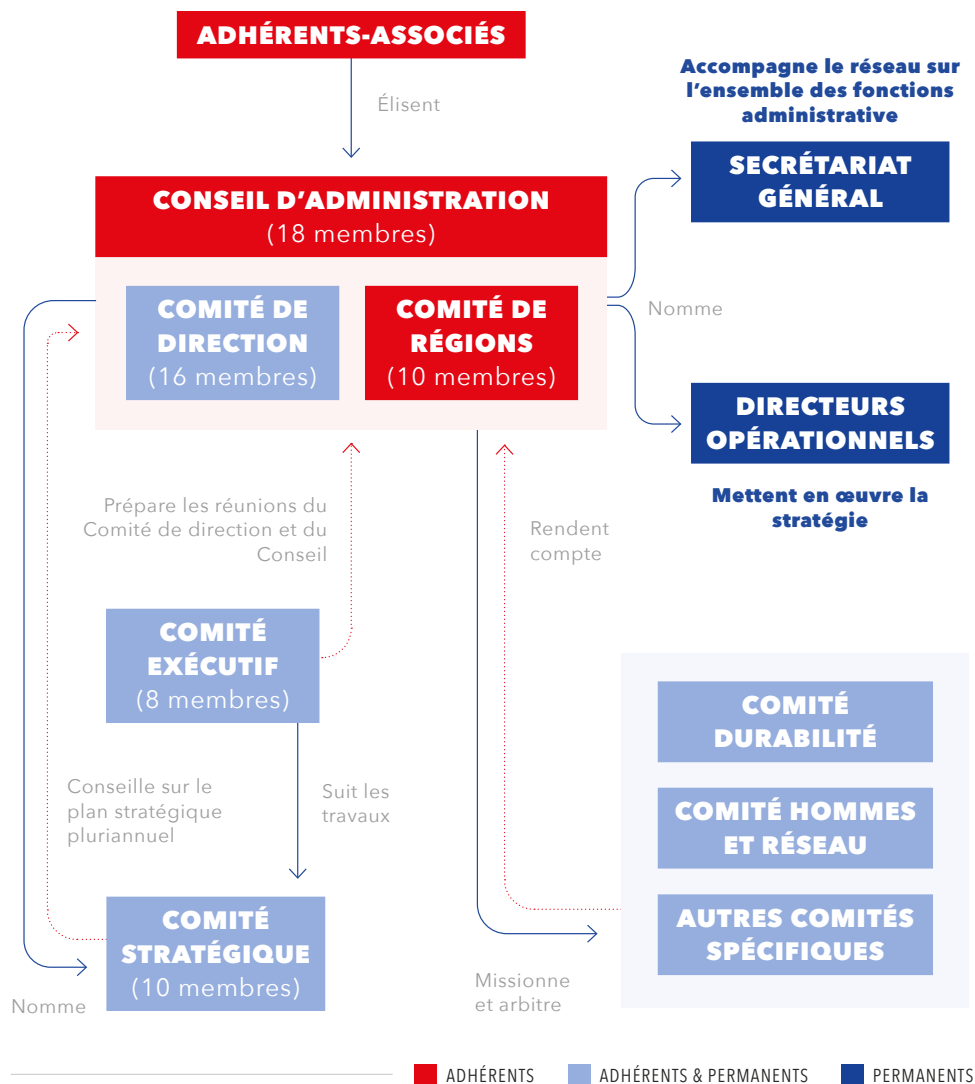 ADHÉRENTS-ASSOCIÉS
Élisent
Accompagne le réseau sur
l'ensemble des fonctions
administrative
SECRÉTARIAT
GÉNÉRAL
CONSEIL D'ADMINISTRATION
(18 membres)
COMITÉ DE
DIRECTION
(16 membres)
COMITÉ DE
RÉGIONS
(10 membres)
Nomme
DIRECTEURS
OPÉRATIONNELS
Mettent en œuvre la
stratégie
Prépare les réunions du
Comité de direction et du
Conseil
Rendent
compte
COMITÉ
EXÉCUTIF
(8 membres)
Conseille sur le
plan stratégique
pluriannuel
Suit les
travaux
COMITÉ
STRATÉGIQUE
(10 membres)
Nomme
Missionne
et arbitre
COMITÉ
DURABILITÉ
COMITÉ HOMMES
ET RÉSEAU
AUTRES COMITÉS
SPÉCIFIQUES
ADHÉRENTS
ADHÉRENTS & PERMANENTS
PERMANENTS